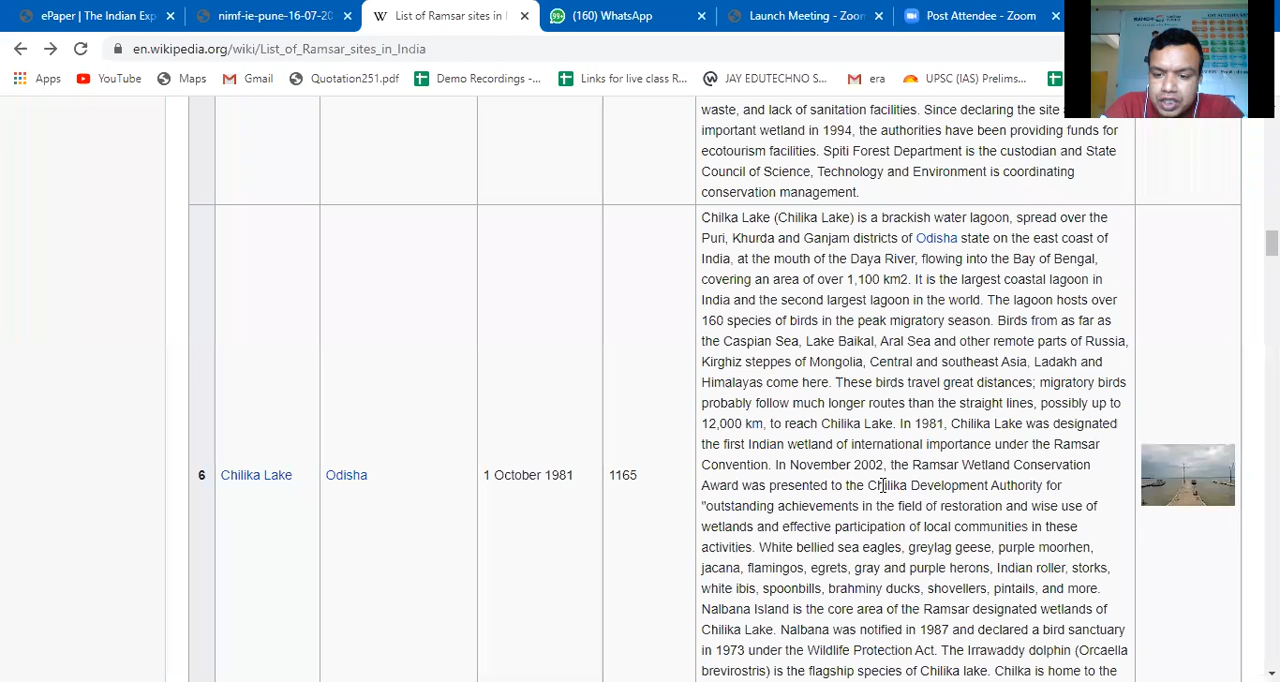 ePaper | The Indian Exp
nimf-ie-pune-16-07-20
List of Ramsar sites in I
99+ (160) WhatsApp
Launch Meeting - Zoom
Post Attendee - Zoom
en.wikipedia.org/wiki/List_of_Ramsar_sites_in_India
Apps YouTube Maps Gmail Quotation251.pdf Demo Recordings -... Links for live class R... JAY EDUTECHNO S... era UPSC (IAS) Prelims...
waste, and lack of sanitation facilities. Since declaring the site
important wetland in 1994, the authorities have been providing funds for
ecotourism facilities. Spiti Forest Department is the custodian and State
Council of Science, Technology and Environment is coordinating
conservation management.
6 Chilika Lake Odisha 1 October 1981 1165
Chilka Lake (Chilika Lake) is a brackish water lagoon, spread over the
Puri, Khurda and Ganjam districts of Odisha state on the east coast of
India, at the mouth of the Daya River, flowing into the Bay of Bengal,
covering an area of over 1,100 km2. It is the largest coastal lagoon in
India and the second largest lagoon in the world. The lagoon hosts over
160 species of birds in the peak migratory season. Birds from as far as
the Caspian Sea, Lake Baikal, Aral Sea and other remote parts of Russia,
Kirghiz steppes of Mongolia, Central and southeast Asia, Ladakh and
Himalayas come here. These birds travel great distances; migratory birds
probably follow much longer routes than the straight lines, possibly up to
12,000 km, to reach Chilika Lake. In 1981, Chilika Lake was designated
the first Indian wetland of international importance under the Ramsar
Convention. In November 2002, the Ramsar Wetland Conservation
Award was presented to the Chilika Development Authority for
"outstanding achievements in the field of restoration and wise use of
wetlands and effective participation of local communities in these
activities. White bellied sea eagles, greylag geese, purple moorhen,
jacana, flamingos, egrets, gray and purple herons, Indian roller, storks,
white ibis, spoonbills, brahminy ducks, shovellers, pintails, and more.
Nalbana Island is the core area of the Ramsar designated wetlands of
Chilika Lake. Nalbana was notified in 1987 and declared a bird sanctuary
in 1973 under the Wildlife Protection Act. The Irrawaddy dolphin (Orcaella
brevirostris) is the flagship species of Chilika lake. Chilka is home to the